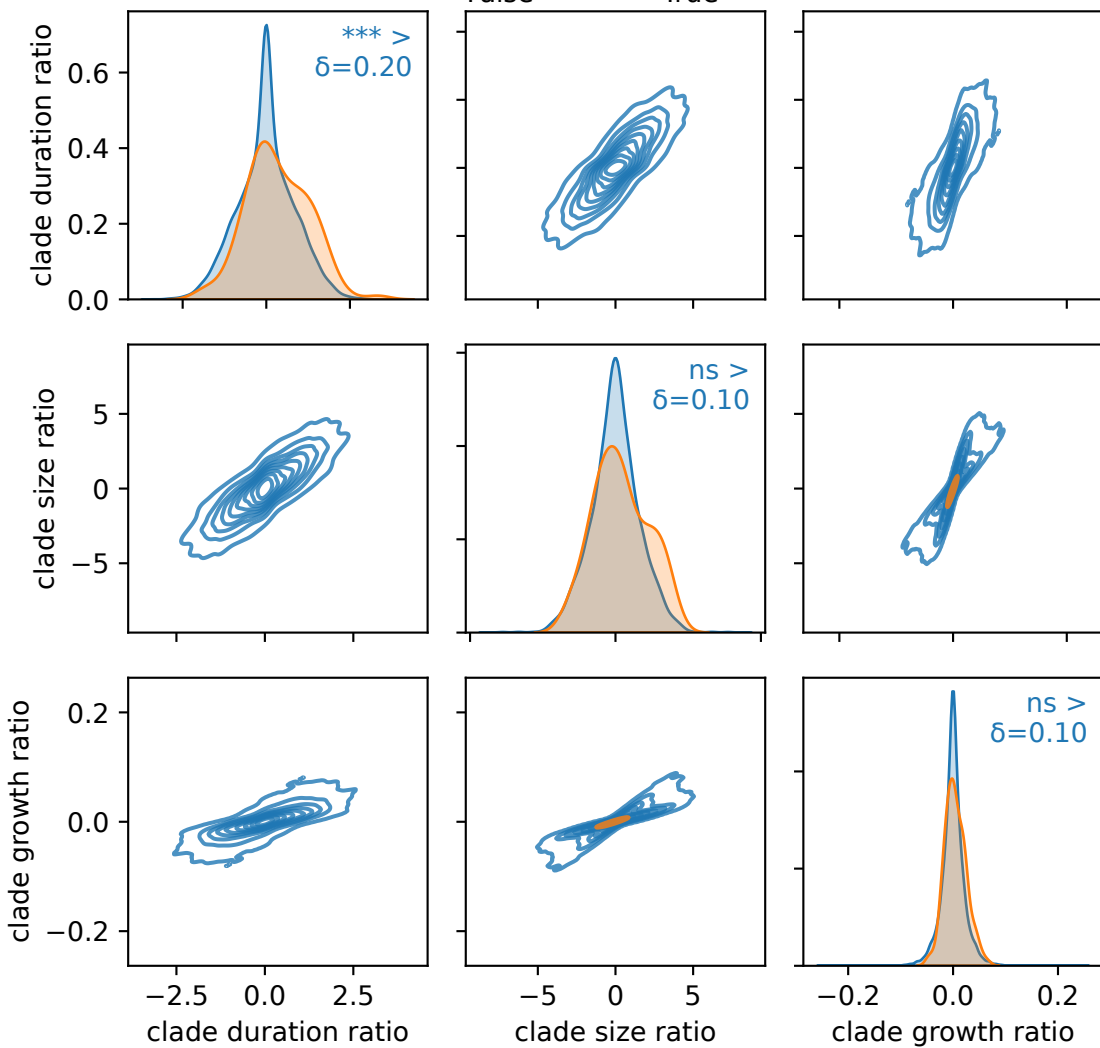 True
clade duration ratio
0.6
0.4
0.2
0.0
*** >
δ=0.20
clade size ratio
5
0
−5
ns >
δ=0.10
clade growth ratio
0.2
0.0
−0.2
ns >
δ=0.10
−2.5 0.0 2.5
−5 0 5
−0.2 0.0 0.2
clade duration ratio
clade size ratio
clade growth ratio